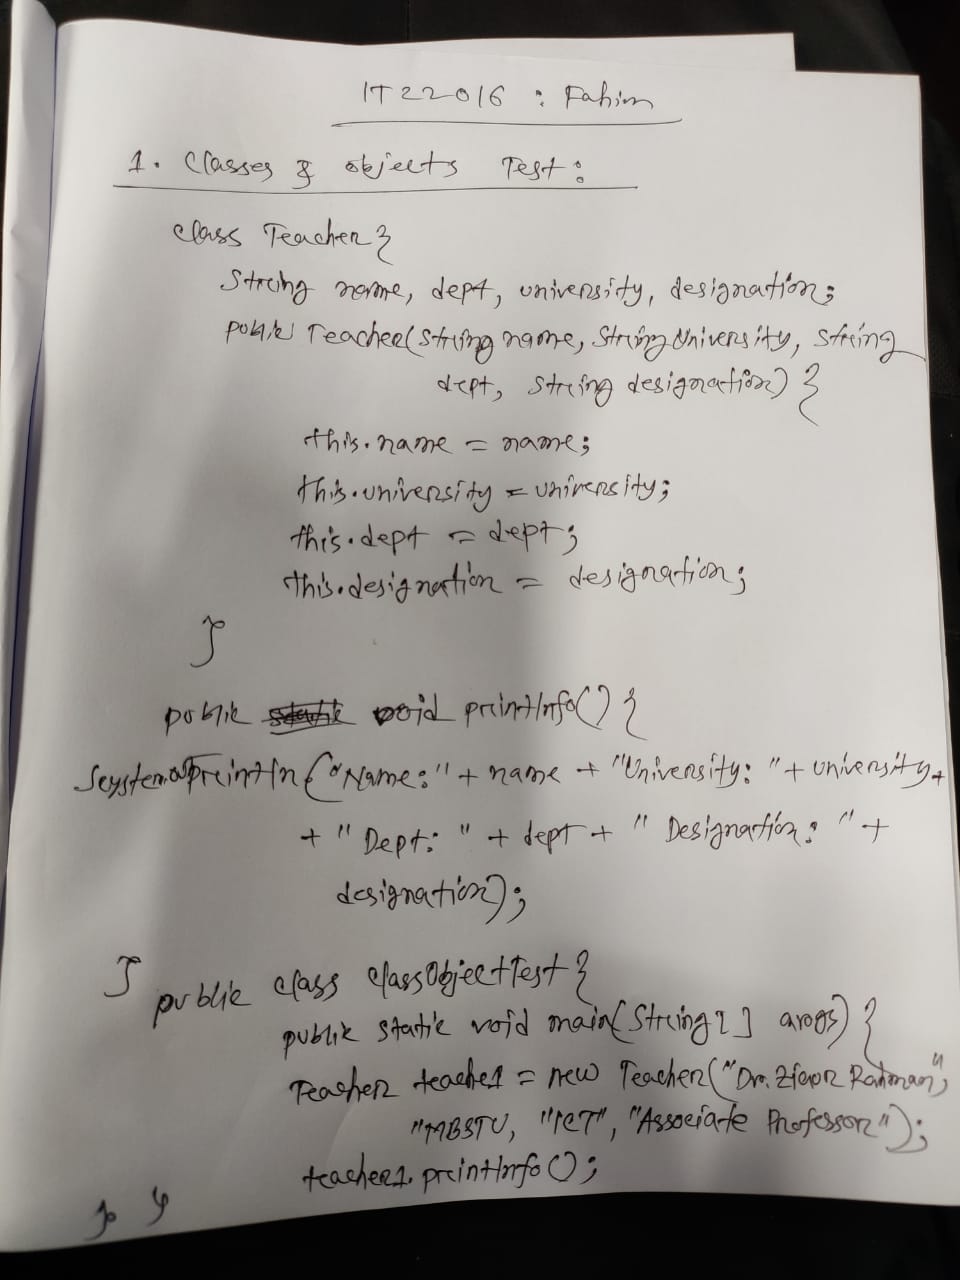 IT22016 : Fahim
1. Classes & objects Test:
class Teacher{
String name, dept, university, designation;
public Teacher(String name, String University, String
dept, String designation) {
this.name = name;
this.university = university;
this.dept = dept;
this.designation = designation;
}
public void printInfo() {
println("Name:" + name + "University: " + university +
+ " Dept: " + dept + " Designation: " +
designation);
}
public class ClassObjectTest {
public static void main(String[] args) {
Teacher teacher1 = new Teacher("Dr. Ziaur Rahman",
"MBSTU, "ICT", "Associate Professor");
teacher1.printInfo();
} }